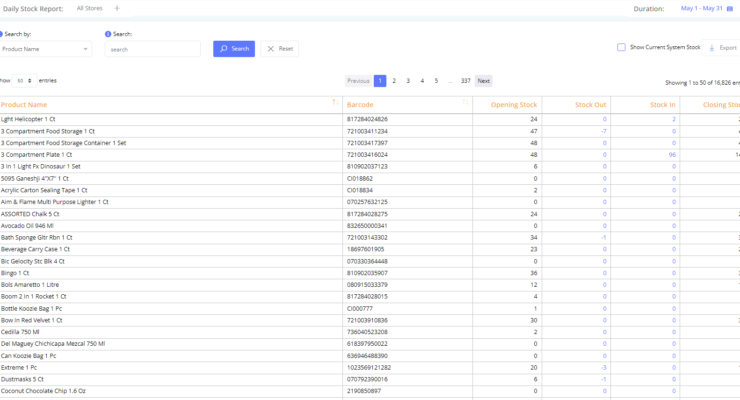 Daily Stock Report: All Stores + Duration: May 1 - May 31
Search by: Search:
Product Name search Search Reset Show Current System Stock Export
how 50 entries Previous 1 2 3 4 5 ... 337 Next Showing 1 to 50 of 16,826 ent
Product Name Barcode Opening Stock Stock Out Stock In Closing Stoc
Lght Helicopter 1 Ct 817284024826 24 0 2
3 Compartment Food Storage 1 Ct 721003411234 47 -7 0
3 Compartment Food Storage Container 1 Set 721003417397 48 0 0
3 Compartment Plate 1 Ct 721003416024 48 0 96 14
3 In 1 Light Fx Dinosaur 1 Set 810902037123 6 0 0
5095 Ganeshji 4"X7" 1 Ct CI018862 0 0 0
Acrylic Carton Sealing Tape 1 Ct CI018834 2 0 0
Aim & Flame Multi Purpose Lighter 1 Ct 070257632125 0 0 0
ASSORTED Chalk 5 Ct 817284028275 24 0 0
Avocado Oil 946 Ml 832650000341 0 0 0
Bath Sponge Gltr Rbn 1 Ct 721003143302 34 -1 0
Beverage Carry Case 1 Ct 18697601905 23 0 0
Bic Gelocity Stc Blk 4 Ct 070330364448 0 0 0
Bingo 1 Ct 810902035907 36 0 0
Bols Amaretto 1 Litre 080915033379 12 0 0
Boom 2 In 1 Rocket 1 Ct 817284028015 4 0 0
Bottle Koozie Bag 1 Pc CI000777 1 0 0
Bow In Red Velvet 1 Ct 721003910836 30 0 0
Cedilla 750 Ml 736040523208 2 0 0
Del Maguey Chichicapa Mezcal 750 Ml 618397950022 0 0 0
Can Koozie Bag 1 Pc 636946488390 0 0 0
Extreme 1 Pc 1023569121282 20 -3 0
Dustmasks 5 Ct 070792390016 6 -1 0
Coconut Chocolate Chip 1.6 Oz 2190850897 0 0 0